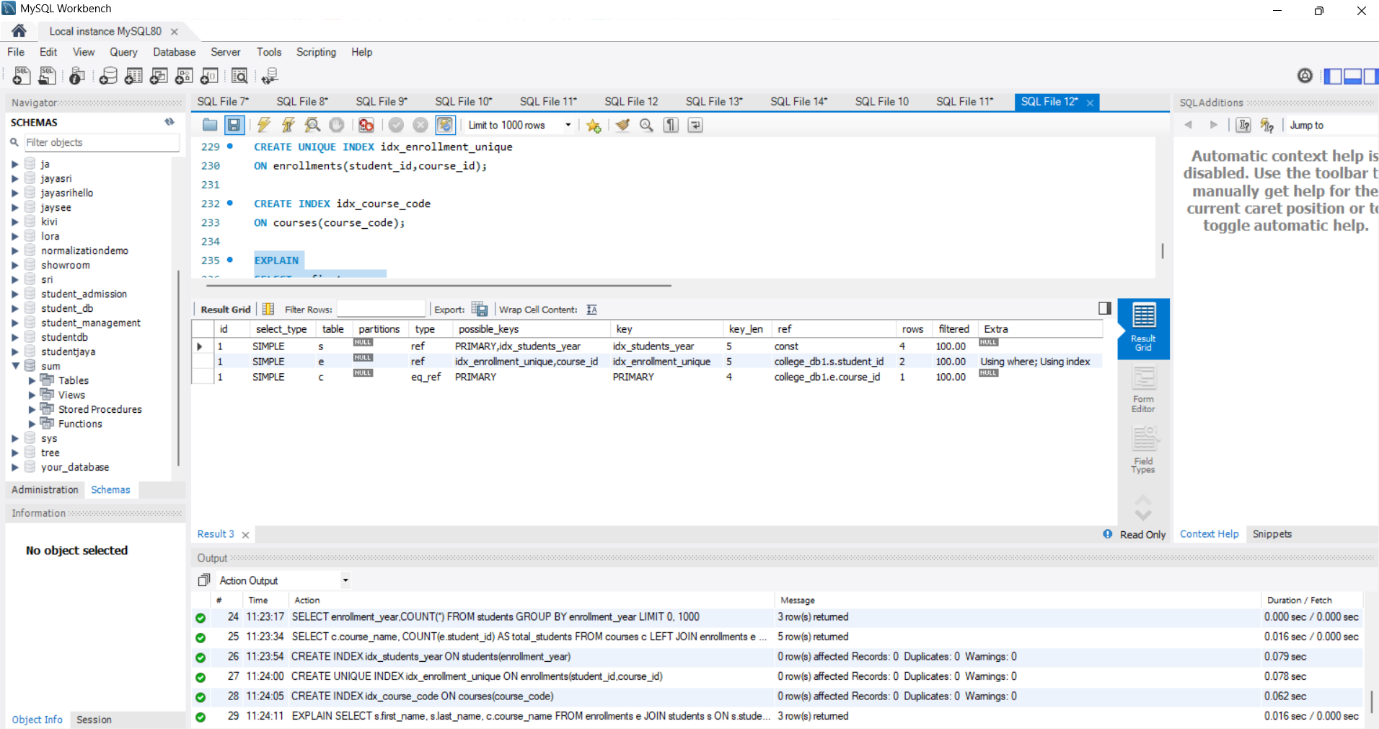 MySQL Workbench
Local instance MySQL80
File Edit View Query Database Server Tools Scripting Help
Navigator
SCHEMAS
Filter objects
ja
jayasri
jayasrihello
jaysee
kivi
lora
normalizationdemo
showroom
sri
student_admission
student_db
student_management
studentdb
studentjaya
sum
Tables
Views
Stored Procedures
Functions
sys
tree
your_database
Administration Schemas
Information
No object selected
Object Info Session
SQL File 7* SQL File 8* SQL File 9* SQL File 10* SQL File 11* SQL File 12 SQL File 13* SQL File 14* SQL File 10 SQL File 11* SQL File 12*
Limit to 1000 rows
229 CREATE UNIQUE INDEX idx_enrollment_unique
230 ON enrollments(student_id,course_id);
231
232 CREATE INDEX idx_course_code
233 ON courses(course_code);
234
235 EXPLAIN
Result Grid Filter Rows: Export: Wrap Cell Content:
id select_type table partitions type possible_keys key key_len ref rows filtered Extra
1 SIMPLE s NULL ref PRIMARY,idx_students_year idx_students_year 5 const 4 100.00 NULL
1 SIMPLE e NULL ref idx_enrollment_unique,course_id idx_enrollment_unique 5 college_db1.s.student_id 2 100.00 Using where; Using index
1 SIMPLE c NULL eq_ref PRIMARY PRIMARY 4 college_db1.e.course_id 1 100.00 NULL
Result Grid
Form Editor
Field Types
Result 3
Read Only
Output
Action Output
# Time Action Message Duration / Fetch
24 11:23:17 SELECT enrollment_year,COUNT(*) FROM students GROUP BY enrollment_year LIMIT 0, 1000 3 row(s) returned 0.000 sec / 0.000 sec
25 11:23:34 SELECT c.course_name, COUNT(e.student_id) AS total_students FROM courses c LEFT JOIN enrollments e ... 5 row(s) returned 0.016 sec / 0.000 sec
26 11:23:54 CREATE INDEX idx_students_year ON students(enrollment_year) 0 row(s) affected Records: 0 Duplicates: 0 Warnings: 0 0.079 sec
27 11:24:00 CREATE UNIQUE INDEX idx_enrollment_unique ON enrollments(student_id,course_id) 0 row(s) affected Records: 0 Duplicates: 0 Warnings: 0 0.078 sec
28 11:24:05 CREATE INDEX idx_course_code ON courses(course_code) 0 row(s) affected Records: 0 Duplicates: 0 Warnings: 0 0.062 sec
29 11:24:11 EXPLAIN SELECT s.first_name, s.last_name, c.course_name FROM enrollments e JOIN students s ON s.stude... 3 row(s) returned 0.016 sec / 0.000 sec
SQLAdditions
Jump to
Automatic context help is
disabled. Use the toolbar t
manually get help for the
current caret position or to
toggle automatic help.
Context Help Snippets